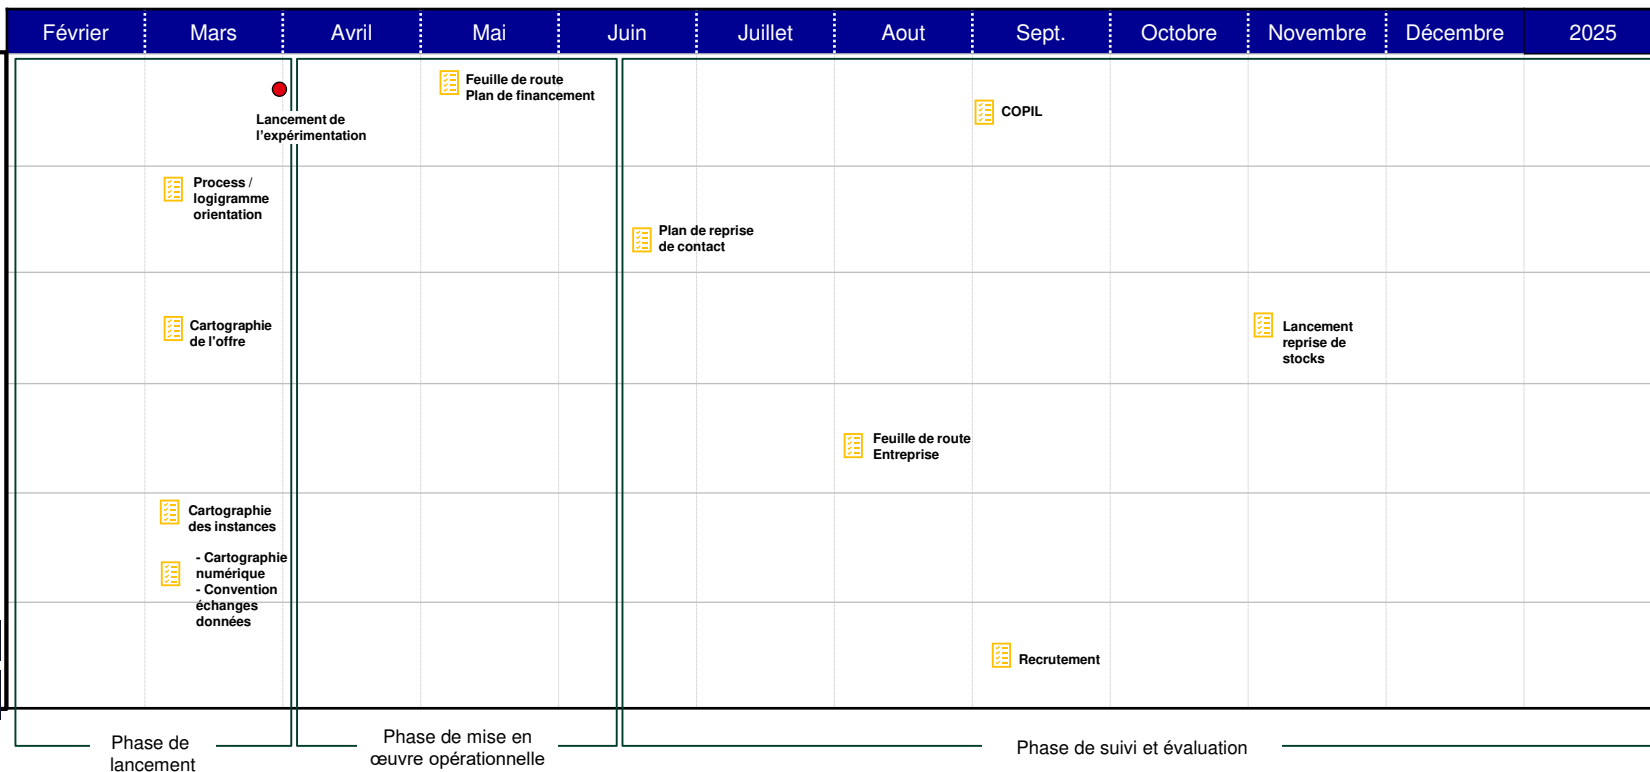 Février
Mars
Avril
Mai
Juin
Juillet
Aout
Sept.
Octobre
Novembre
Décembre
2025
Feuille de route
Plan de financement
Lancement de
l'expérimentation
COPIL
Process /
logigramme
orientation
Plan de reprise
de contact
Cartographie
de l'offre
Lancement
reprise de
stocks
Feuille de route
Entreprise
Cartographie
des instances
- Cartographie
numérique
- Convention
échanges
données
Recrutement
Phase de
lancement
Phase de mise en
œuvre opérationnelle
Phase de suivi et évaluation